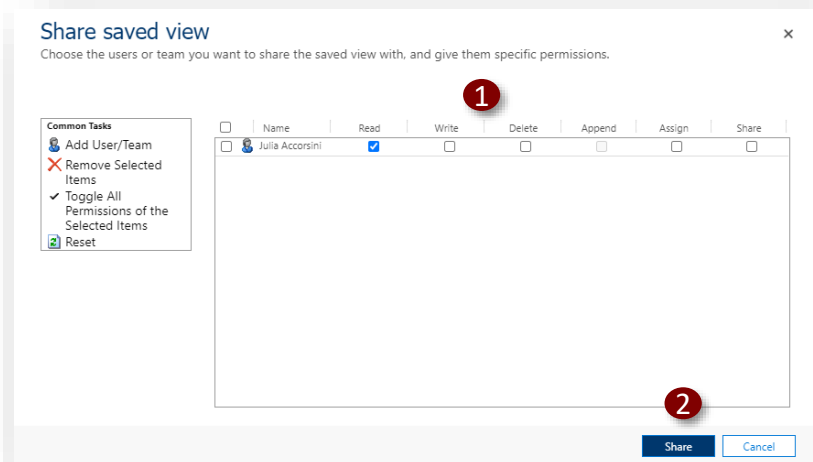 Share saved view
Choose the users or team you want to share the saved view with, and give them specific permissions.
1
Common Tasks
Add User/Team
Remove Selected
Items
Toggle All
Permissions of the
Selected Items
Reset
Name Read Write Delete Append Assign Share
Julia Accorsini
2
Share Cancel